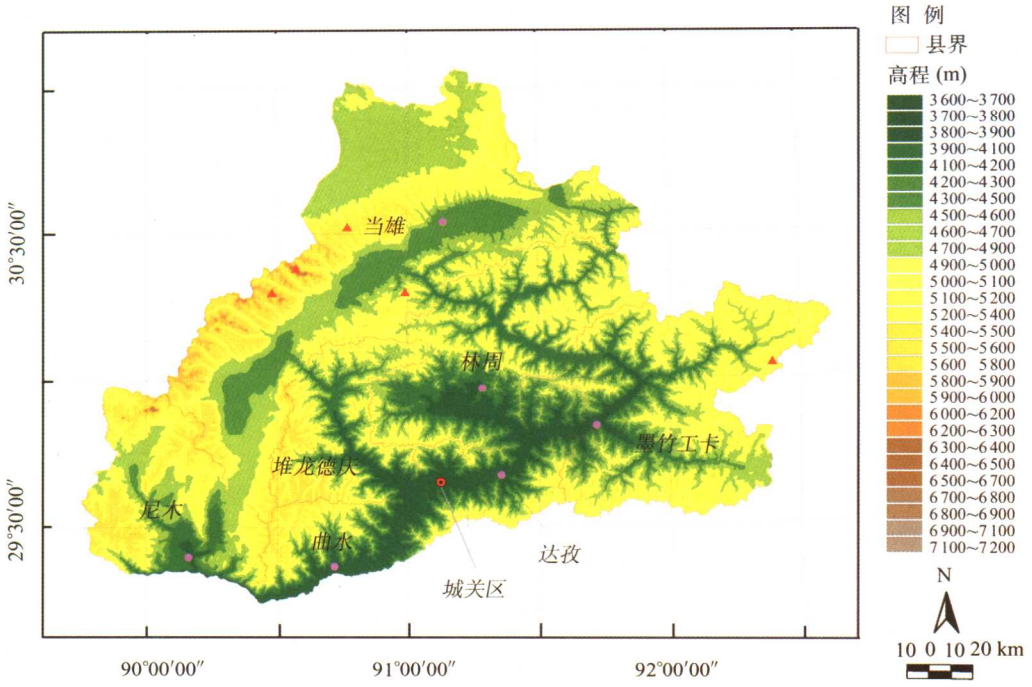 图 例
县界
高程 (m)
3 600~3 700
3 700~3 800
3 800~3 900
3 900~4 100
4 100~4 200
4 200~4 300
4 300~4 500
4 500~4 600
4 600~4 700
4 700~4 900
4 900~5 000
5 000~5 100
5 100~5 200
5 200~5 400
5 400~5 500
5 500~5 600
5 600 5 800
5 800~5 900
5 900~6 000
6 000~6 200
6 200~6 300
6 300~6 400
6 400~6 500
6 500~6 700
6 700~6 800
6 800~6 900
6 900~7 100
7 100~7 200
N
10 0 10 20 km
当雄
林周
墨竹工卡
堆龙德庆
尼木
曲水
达孜
城关区
30°30′00″
29°30′00″
90°00′00″
91°00′00″
92°00′00″